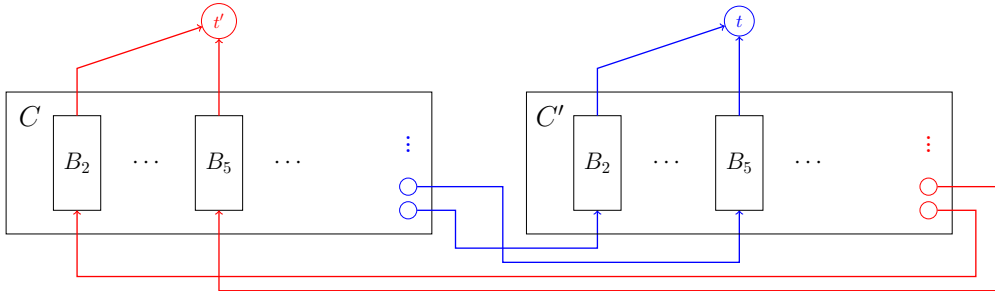 t′ t
C C′
⋮ ⋮
B₂ ⋯ B₅ ⋯ B₂ ⋯ B₅ ⋯